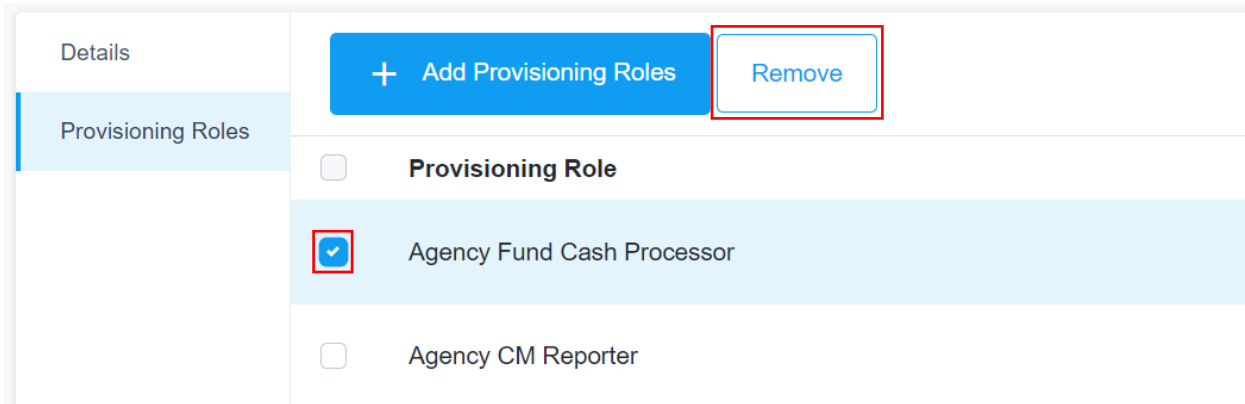 Details
Provisioning Roles
+ Add Provisioning Roles
Remove
Provisioning Role
Agency Fund Cash Processor
Agency CM Reporter